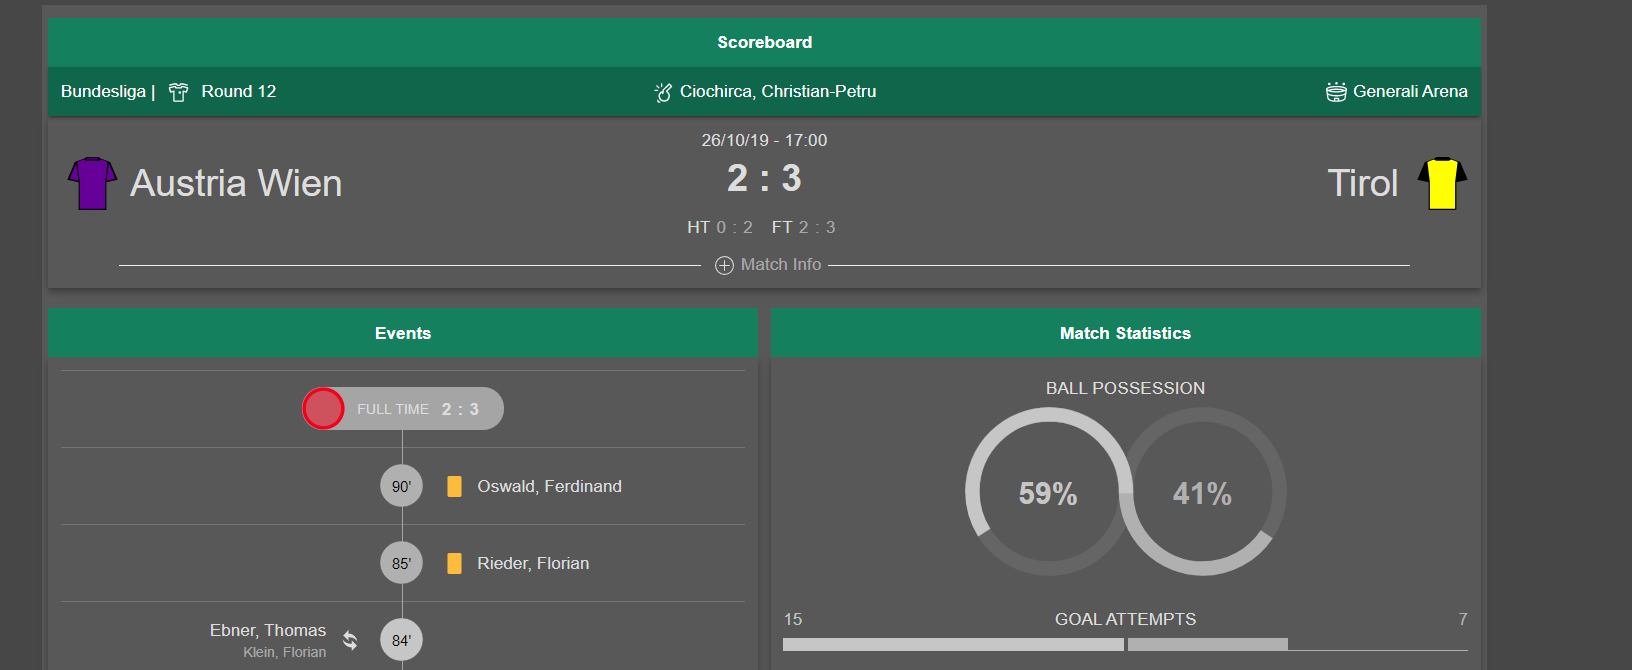 Scoreboard
Bundesliga | Round 12 Ciochirca, Christian-Petru Generali Arena
26/10/19 - 17:00
Austria Wien 2 : 3 Tirol
HT 0 : 2 FT 2 : 3
Match Info
Events
FULL TIME 2 : 3
90' Oswald, Ferdinand
85' Rieder, Florian
Ebner, Thomas 84'
Klein, Florian
Match Statistics
BALL POSSESSION
59% 41%
15 GOAL ATTEMPTS 7